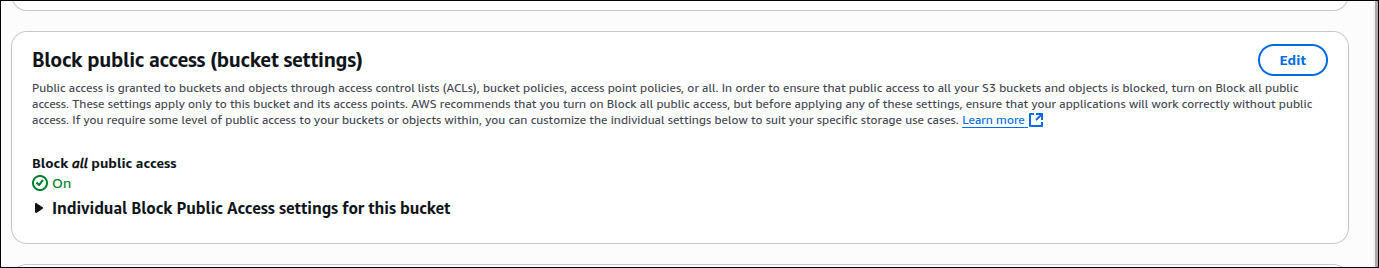 Block public access (bucket settings)
Edit
Public access is granted to buckets and objects through access control lists (ACLs), bucket policies, access point policies, or all. In order to ensure that public access to all your S3 buckets and objects is blocked, turn on Block all public
access. These settings apply only to this bucket and its access points. AWS recommends that you turn on Block all public access, but before applying any of these settings, ensure that your applications will work correctly without public
access. If you require some level of public access to your buckets or objects within, you can customize the individual settings below to suit your specific storage use cases. Learn more
Block all public access
On
Individual Block Public Access settings for this bucket